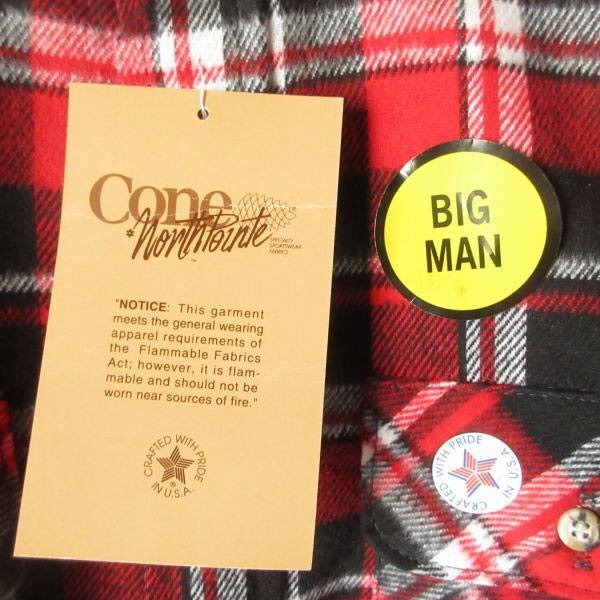 Cone ®
*NorthPointe ™
SPECIALTY
SPORTSWEAR
FABRICS
"NOTICE: This garment
meets the general wearing
apparel requirements of
the Flammable Fabrics
Act; however, it is flam-
mable and should not be
worn near sources of fire."
CRAFTED WITH PRIDE
IN U.S.A.
®
BIG
MAN
CRAFTED WITH PRIDE
IN U.S.A.